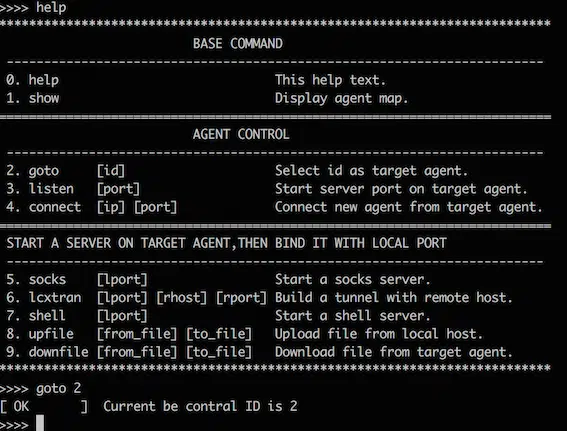 >>>> help
********************************************************************
BASE COMMAND
--------------------------------------------------------------------
0. help This help text.
1. show Display agent map.
====================================================================
AGENT CONTROL
--------------------------------------------------------------------
2. goto [id] Select id as target agent.
3. listen [port] Start server port on target agent.
4. connect [ip] [port] Connect new agent from target agent.
====================================================================
START A SERVER ON TARGET AGENT,THEN BIND IT WITH LOCAL PORT
--------------------------------------------------------------------
5. socks [lport] Start a socks server.
6. lcxtran [lport] [rhost] [rport] Build a tunnel with remote host.
7. shell [lport] Start a shell server.
8. upfile [from_file] [to_file] Upload file from local host.
9. downfile [from_file] [to_file] Download file from target agent.
********************************************************************
>>>> goto 2
[ OK ] Current be contral ID is 2
>>>>